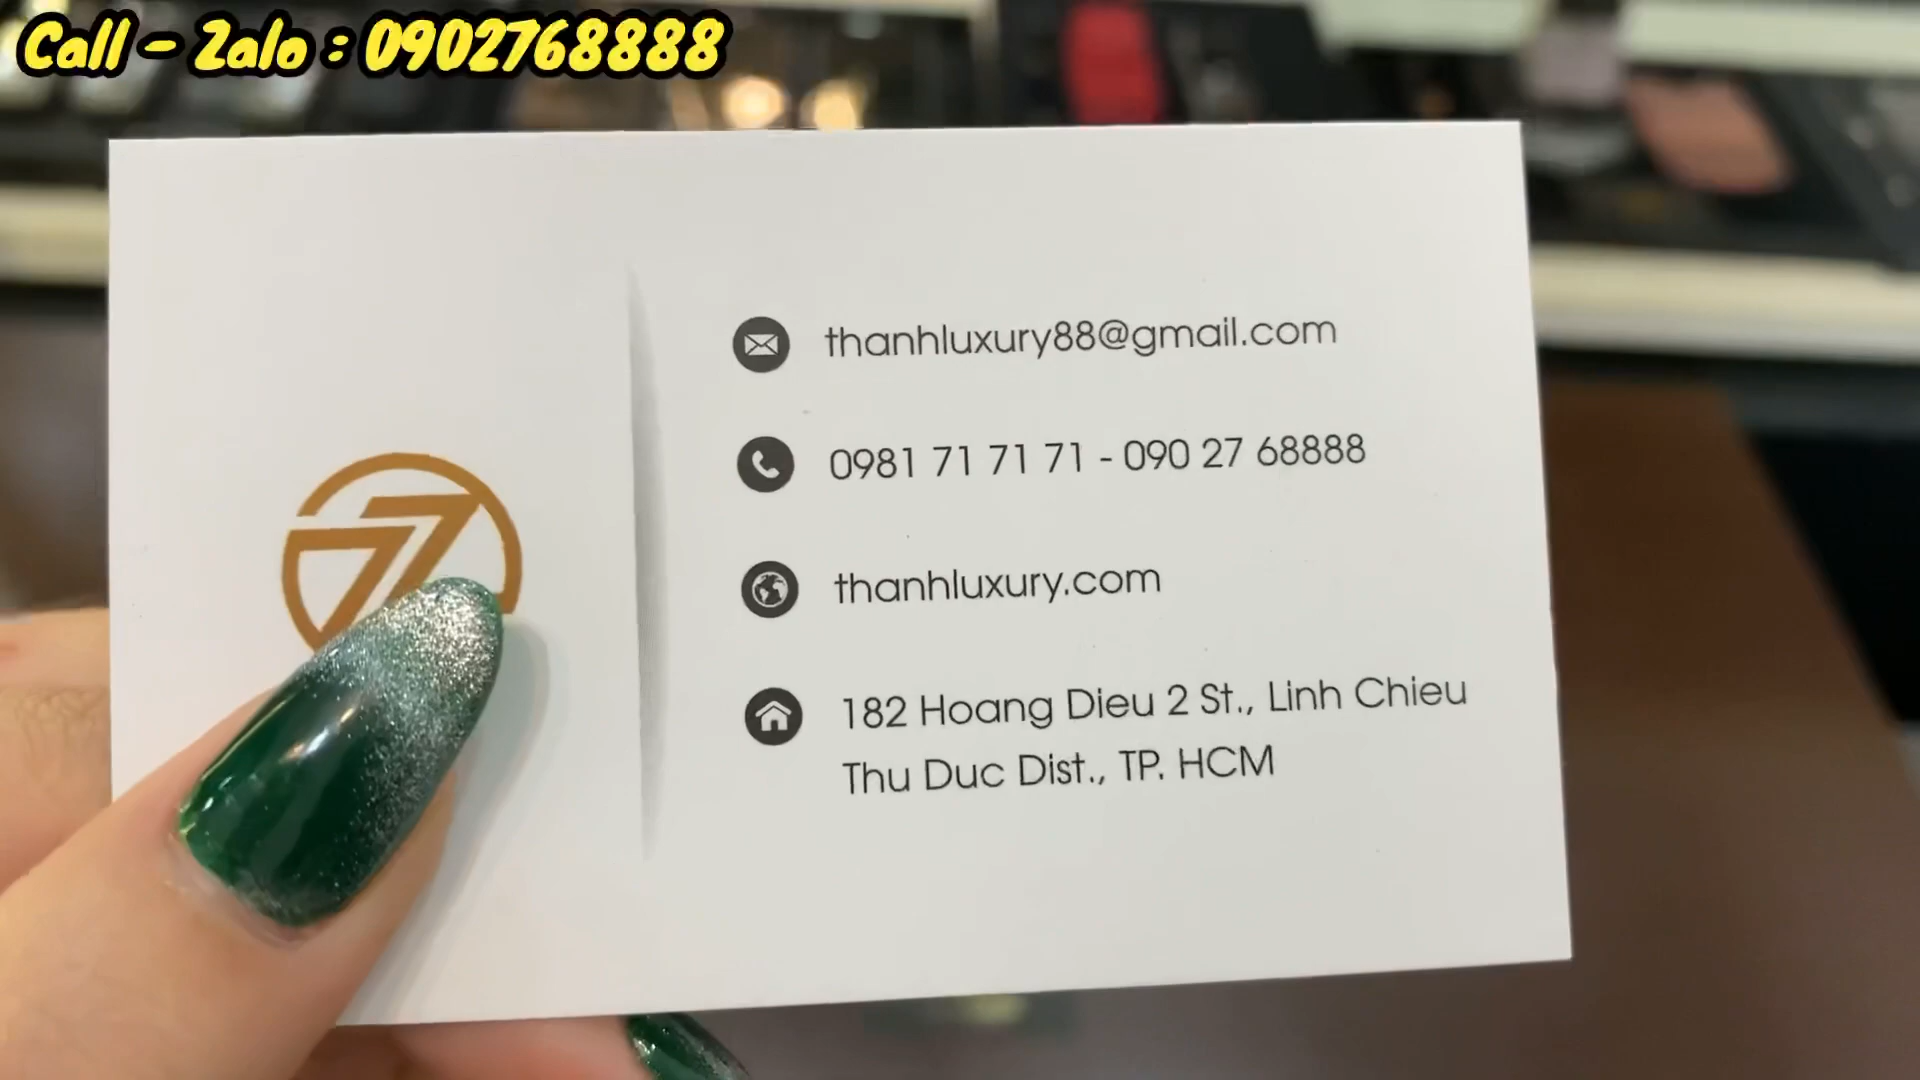 Call - Zalo : 0902768888
thanhluxury88@gmail.com
0981 71 71 71 - 090 27 68888
thanhluxury.com
182 Hoang Dieu 2 St., Linh Chieu
Thu Duc Dist., TP. HCM